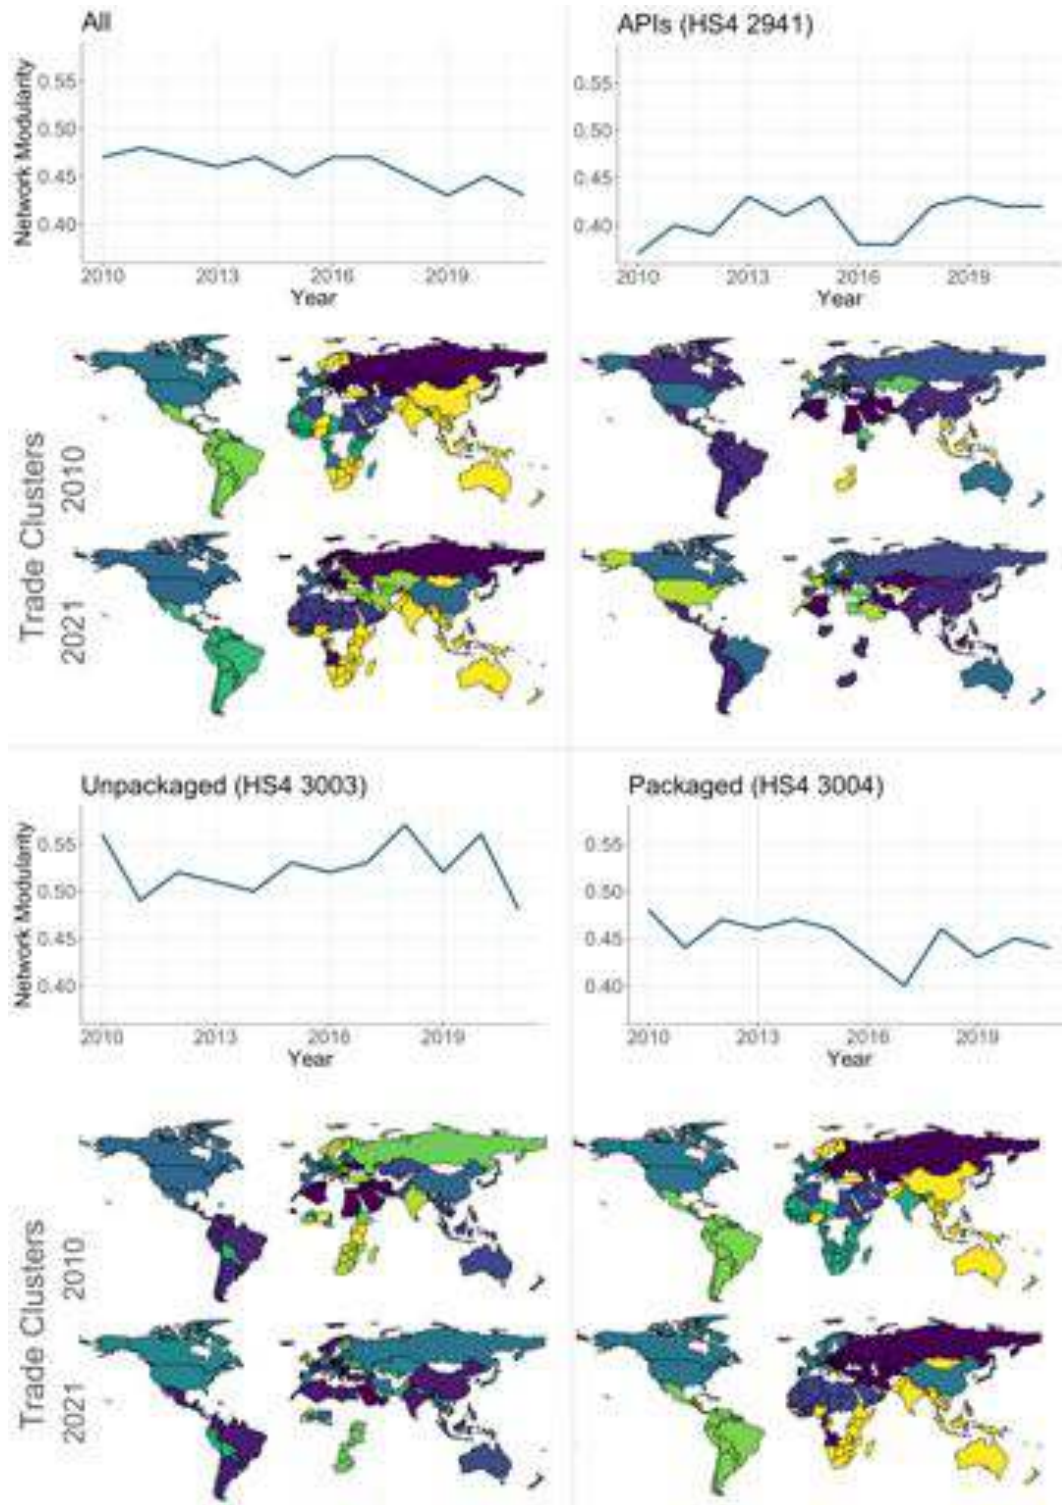 All
Network Modularity
0.55
0.50
0.45
0.40
2010 2013 2016 2019
Year
APIs (HS4 2941)
0.55
0.50
0.45
0.40
2010 2013 2016 2019
Year
Trade Clusters
2010
2021
Unpackaged (HS4 3003)
Network Modularity
0.55
0.50
0.45
0.40
2010 2013 2016 2019
Year
Packaged (HS4 3004)
0.55
0.50
0.45
0.40
2010 2013 2016 2019
Year
Trade Clusters
2010
2021